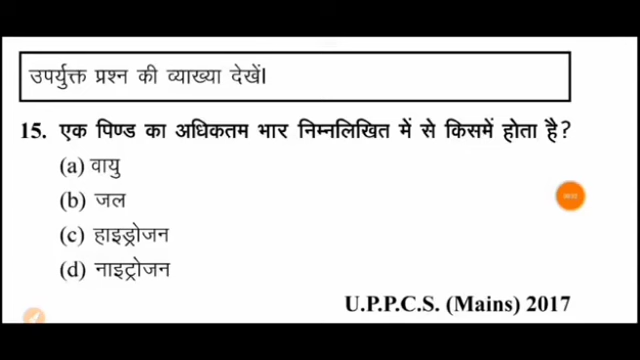 उपर्युक्त प्रश्न की व्याख्या देखें।
15. एक पिण्ड का अधिकतम भार निम्नलिखित में से किसमें होता है?
(a) वायु
(b) जल
(c) हाइड्रोजन
(d) नाइट्रोजन
U.P.P.C.S. (Mains) 2017